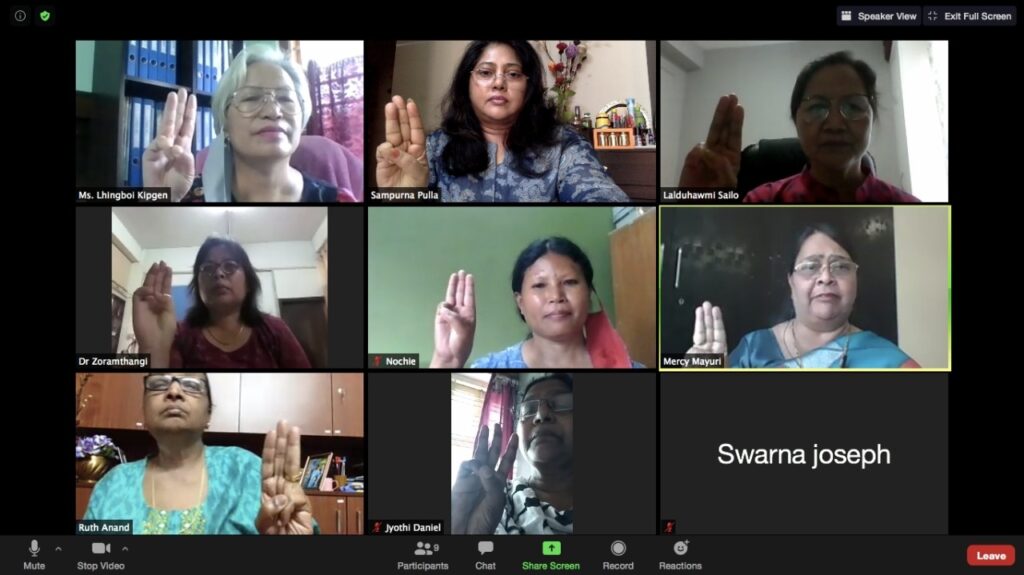 Speaker View
Exit Full Screen
Ms. Lhingboi Kipgen
Sampurna Pulla
Lalduhawmi Sailo
Dr Zoramthangi
Nochie
Mercy Mayuri
Ruth Anand
Jyothi Daniel
Swarna joseph
Mute
Stop Video
Participants
9
Chat
Share Screen
Record
Reactions
Leave